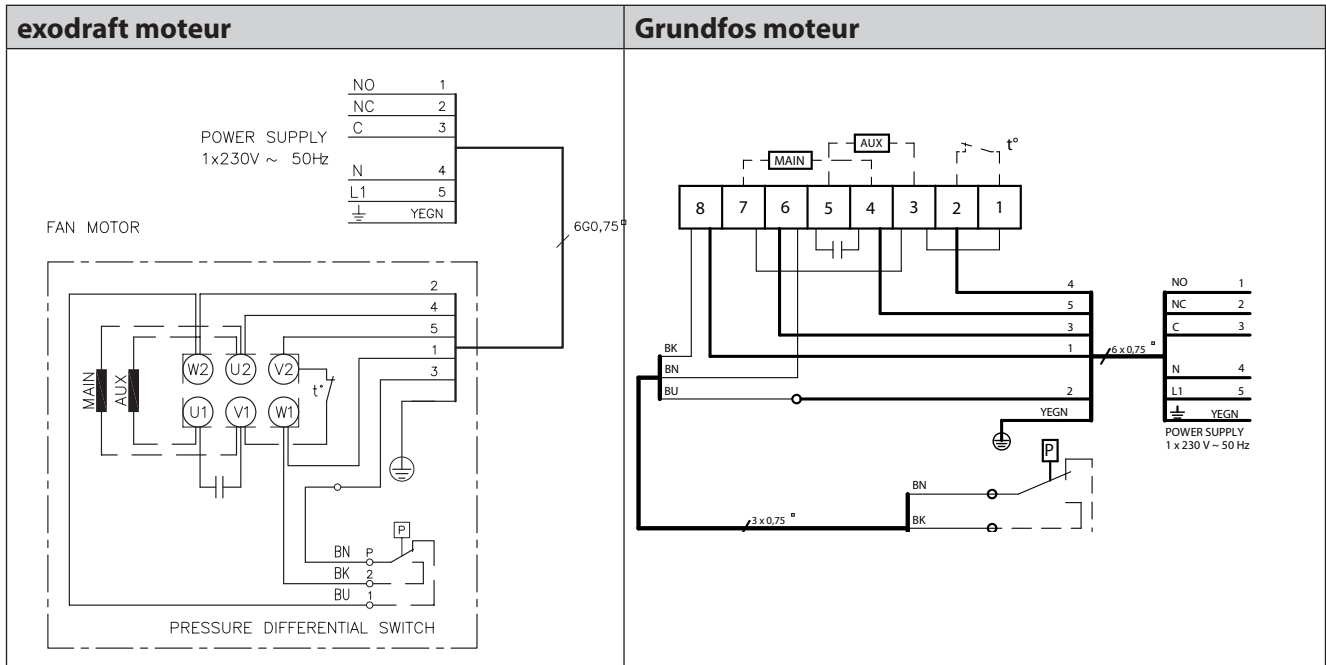 exodraft moteur
NO 1
NC 2
C 3
POWER SUPPLY
1x230V ~ 50Hz
N 4
L1 5
YEGN
FAN MOTOR
6G0,75
2
4
5
1
3
MAIN
AUX
W2 U2 V2
t°
U1 V1 W1
P
BN P
BK 2
BU 1
PRESSURE DIFFERENTIAL SWITCH
Grundfos moteur
AUX
MAIN
t°
8 7 6 5 4 3 2 1
4
5
3
1
2
YEGN
6 x 0,75
NO 1
NC 2
C 3
N 4
L1 5
YEGN
POWER SUPPLY
1 x 230 V ~ 50 Hz
BK
BN
BU
P
BN
BK
3 x 0,75